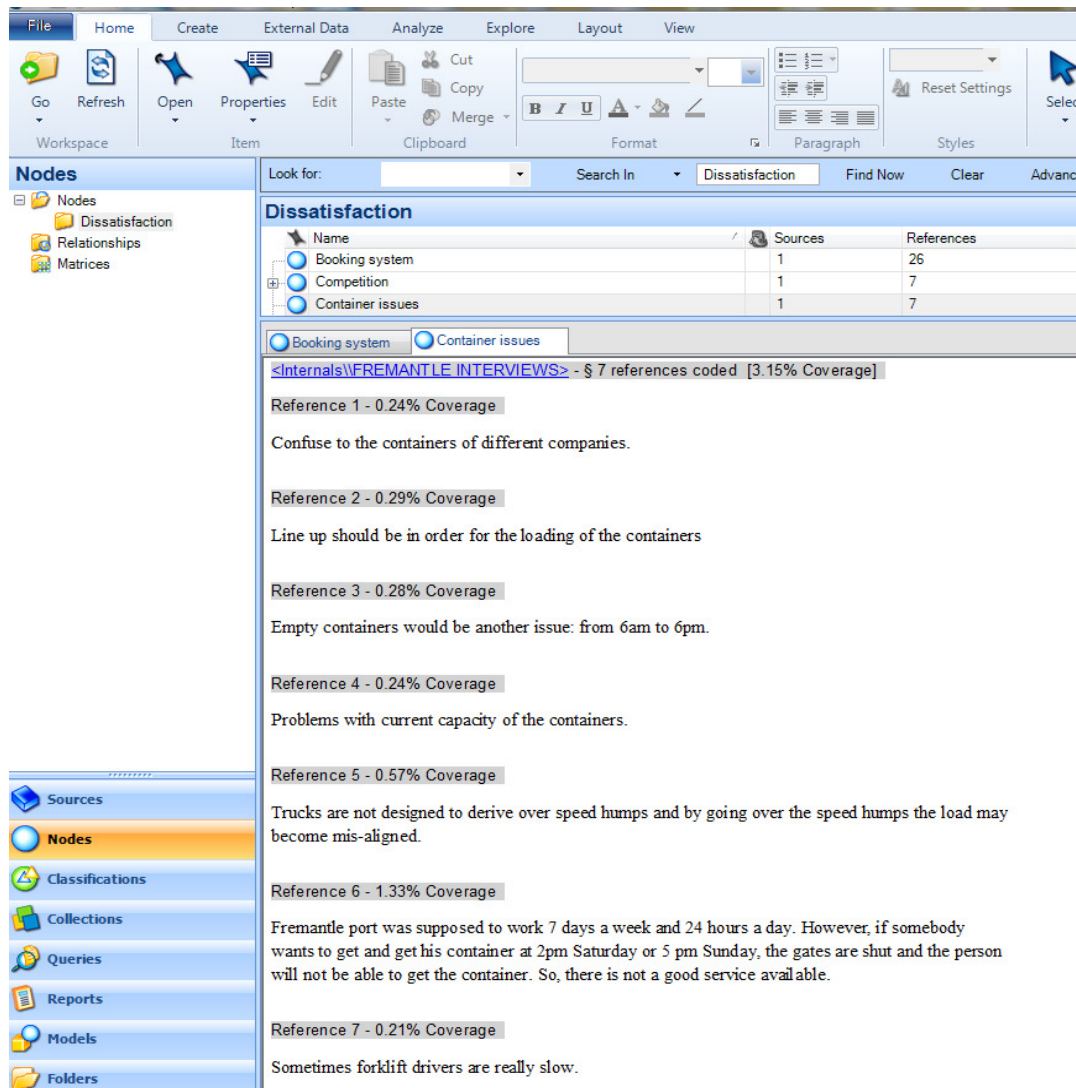 File Home Create External Data Analyze Explore Layout View
Go Refresh Open Properties Edit Paste Cut Copy Merge B I U A Reset Settings
Workspace Item Clipboard Format Paragraph Styles
Nodes
Nodes
Dissatisfaction
Relationships
Matrices
Sources
Nodes
Classifications
Collections
Queries
Reports
Models
Folders
Look for: Search In Dissatisfaction Find Now Clear
Dissatisfaction
Name Sources References
Booking system 1 26
Competition 1 7
Container issues 1 7
Booking system Container issues
<Internals\\FREMANTLE INTERVIEWS> - § 7 references coded [3.15% Coverage]
Reference 1 - 0.24% Coverage
Confuse to the containers of different companies.
Reference 2 - 0.29% Coverage
Line up should be in order for the loading of the containers
Reference 3 - 0.28% Coverage
Empty containers would be another issue: from 6am to 6pm.
Reference 4 - 0.24% Coverage
Problems with current capacity of the containers.
Reference 5 - 0.57% Coverage
Trucks are not designed to derive over speed humps and by going over the speed humps the load may
become mis-aligned.
Reference 6 - 1.33% Coverage
Fremantle port was supposed to work 7 days a week and 24 hours a day. However, if somebody
wants to get and get his container at 2pm Saturday or 5 pm Sunday, the gates are shut and the person
will not be able to get the container. So, there is not a good service available.
Reference 7 - 0.21% Coverage
Sometimes forklift drivers are really slow.